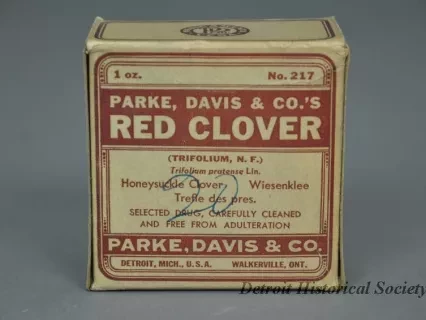 1 oz. No. 217
PARKE, DAVIS & CO.'S
RED CLOVER
(TRIFOLIUM, N. F.)
Trifolium pratense Lin.
Honeysuckle Clover Wiesenklee
Trefle des pres.
20
SELECTED DRUG, CAREFULLY CLEANED
AND FREE FROM ADULTERATION
PARKE, DAVIS & CO.
DETROIT, MICH., U. S. A. WALKERVILLE, ONT.
Detroit Historical Society